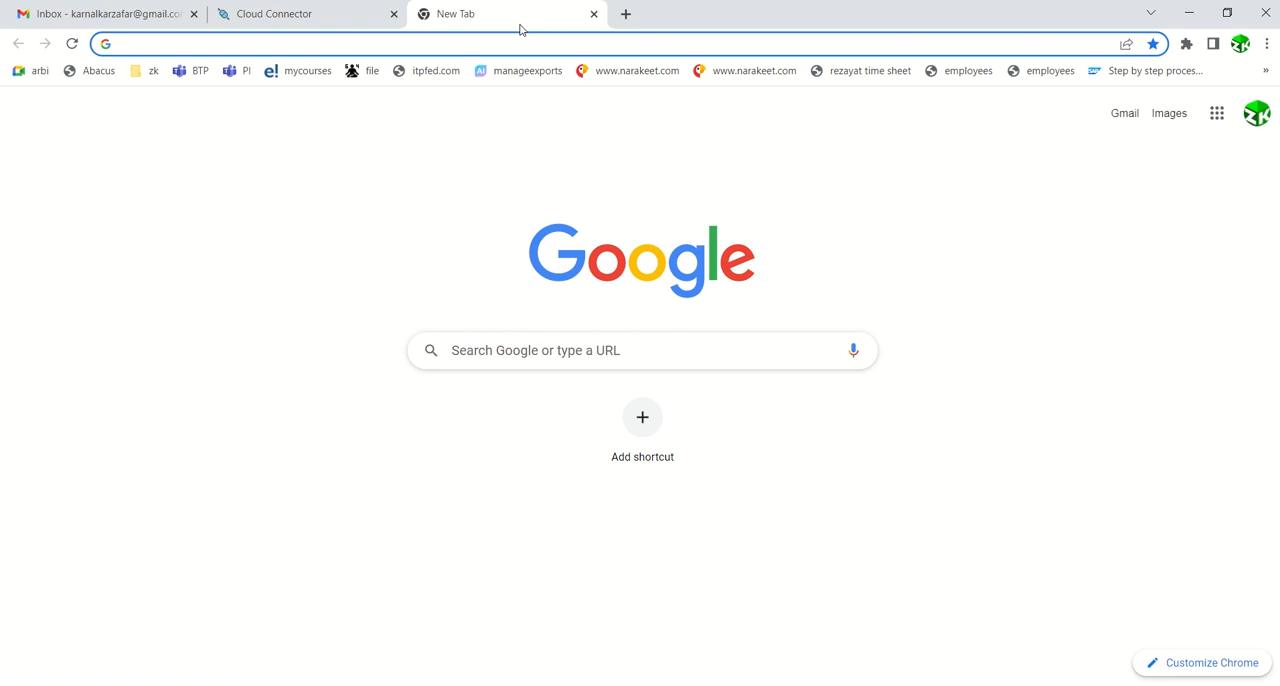 Inbox - karnalkarzafar@gmail.co
Cloud Connector
New Tab
arbi
Abacus
zk
BTP
PI
mycourses
file
itpfed.com
manageexports
www.narakeet.com
www.narakeet.com
rezayat time sheet
employees
employees
Step by step proces...
Gmail
Images
Google
Search Google or type a URL
Add shortcut
Customize Chrome